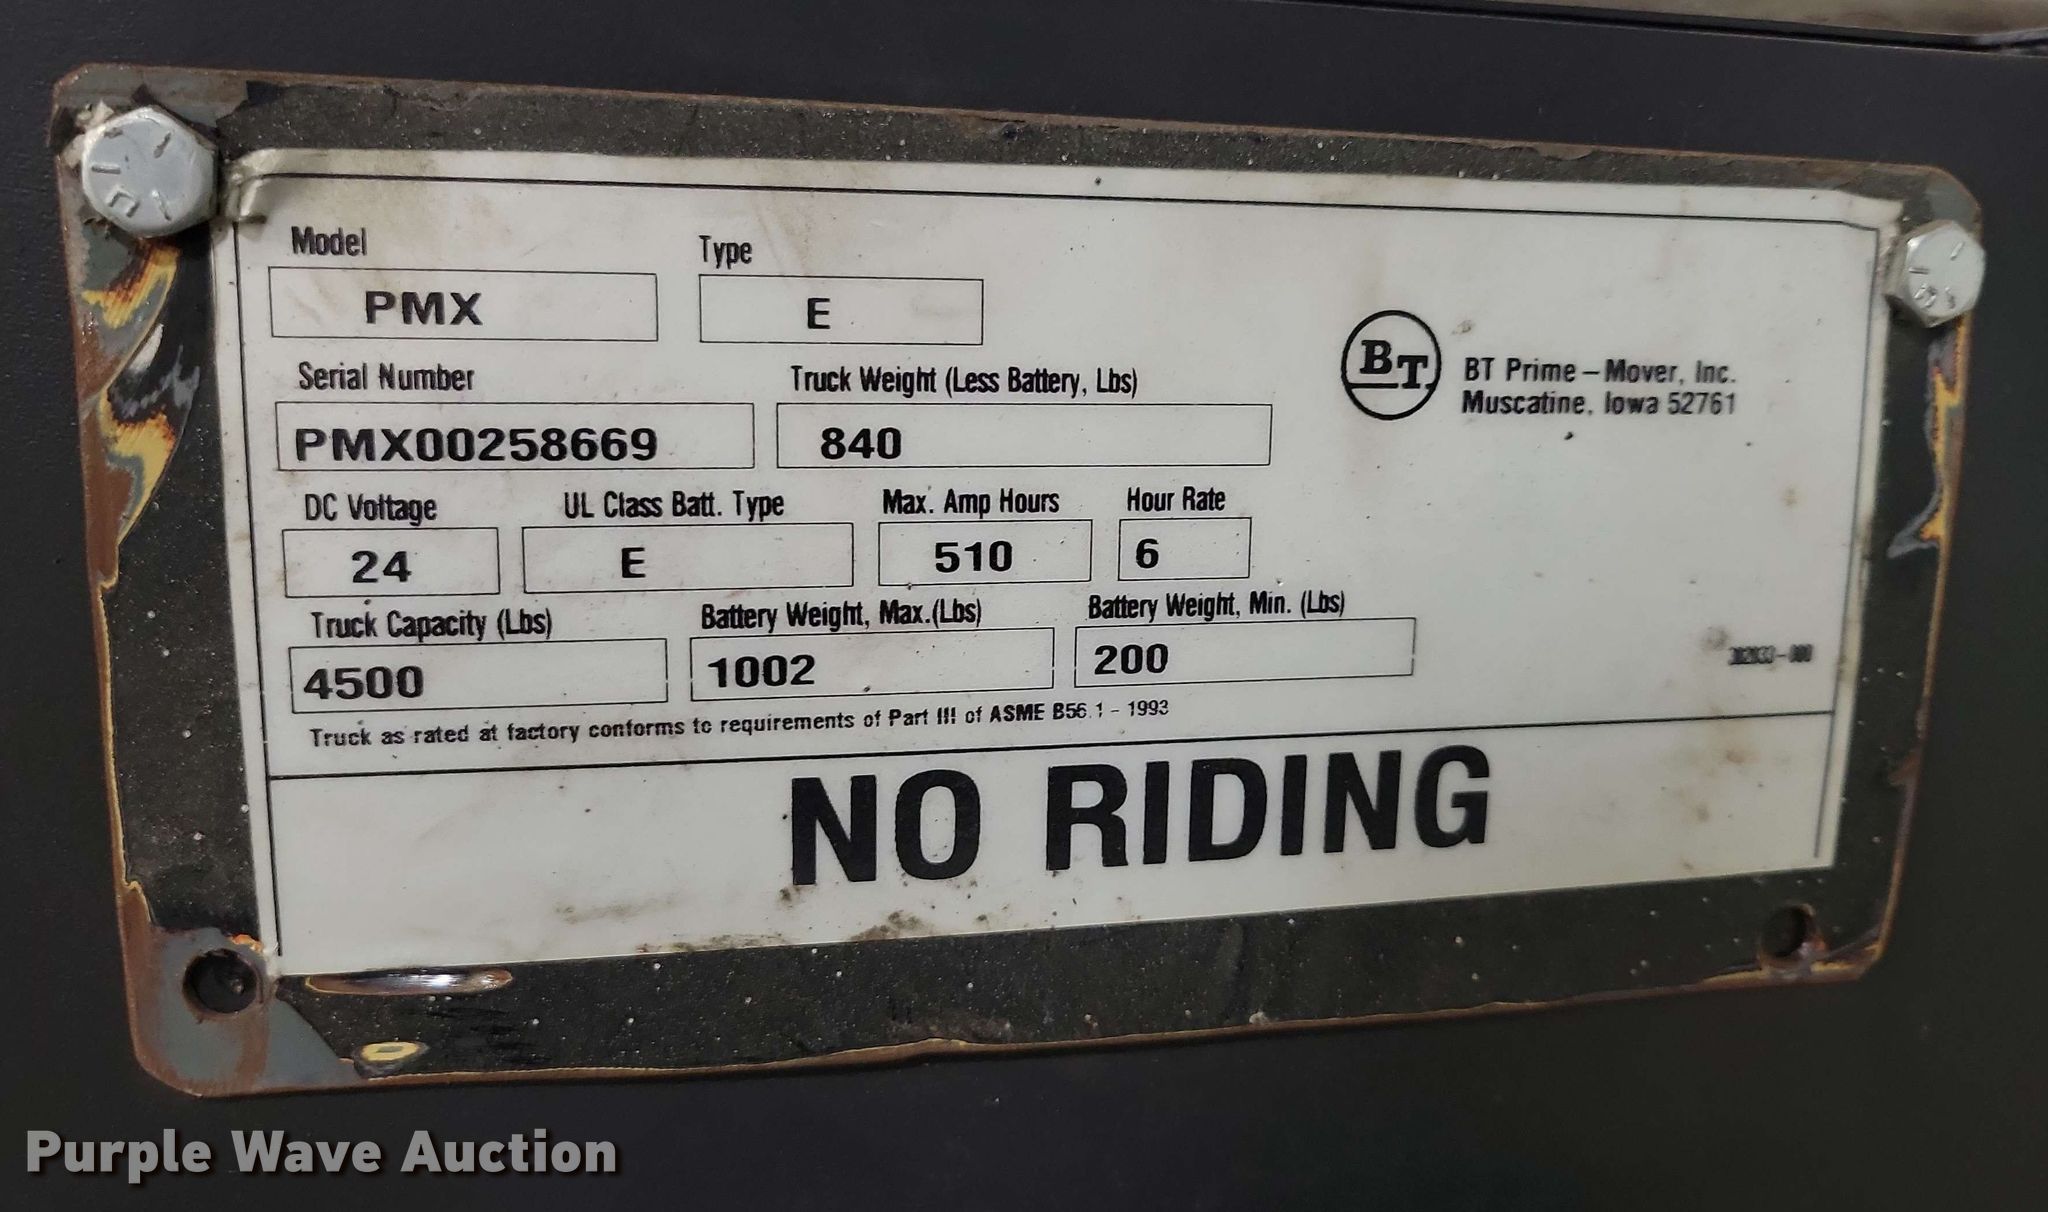 Model Type
PMX E
Serial Number Truck Weight (Less Battery, Lbs)
PMX00258669 840
BT BT Prime-Mover, Inc.
Muscatine, Iowa 52761
DC Voltage UL Class Batt. Type Max. Amp Hours Hour Rate
24 E 510 6
Truck Capacity (Lbs) Battery Weight, Max.(Lbs) Battery Weight, Min. (Lbs)
4500 1002 200
Truck as rated at factory conforms to requirements of Part III of ASME B56.1 - 1993
NO RIDING
Purple Wave Auction